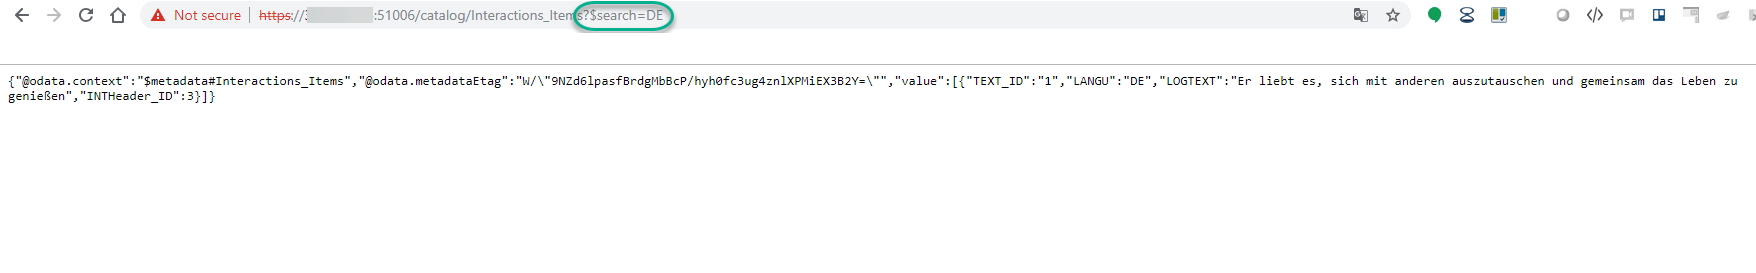 Not secure https://3 :51006/catalog/Interactions_Items?$search=DE
{"@odata.context":"$metadata#Interactions_Items","@odata.metadataEtag":"W/\"9NZd6lpasfBrdgMbBcP/hyh0fc3ug4znlXPMiEX3B2Y=\"","value":[{"TEXT_ID":"1","LANGU":"DE","LOGTEXT":"Er liebt es, sich mit anderen auszutauschen und gemeinsam das Leben zu
genießen","INTHeader_ID":3}]}